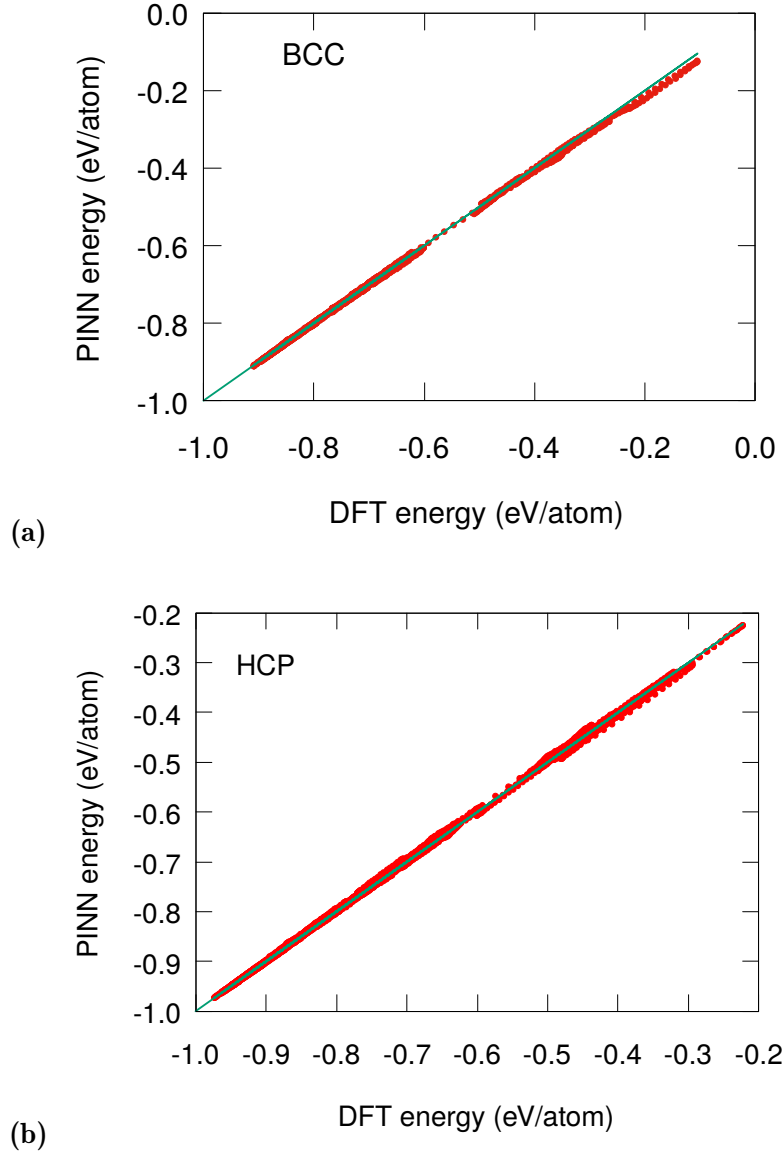 0.0
BCC
-0.2
-0.4
-0.6
-0.8
-1.0
PINN energy (eV/atom)
-1.0 -0.8 -0.6 -0.4 -0.2 0.0
DFT energy (eV/atom)
(a)
-0.2
-0.3
HCP
-0.4
-0.5
-0.6
-0.7
-0.8
-0.9
-1.0
PINN energy (eV/atom)
-1.0 -0.9 -0.8 -0.7 -0.6 -0.5 -0.4 -0.3 -0.2
DFT energy (eV/atom)
(b)